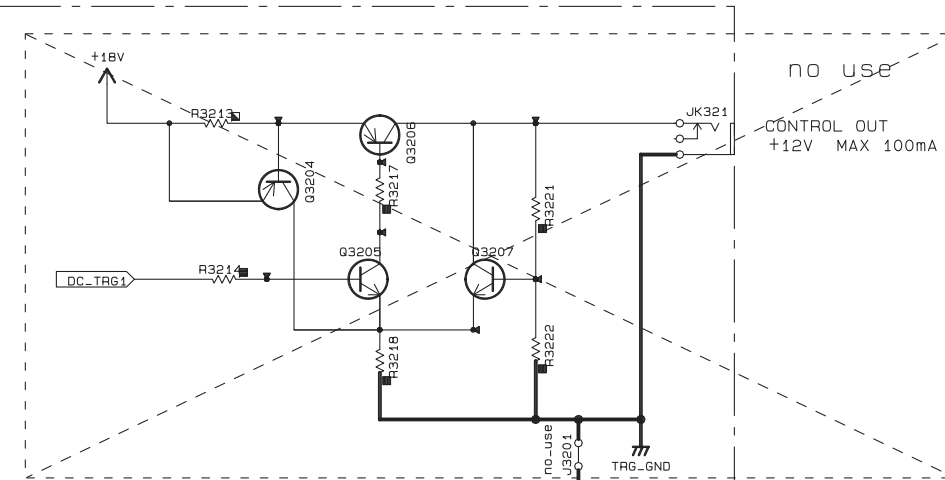 +18V
no use
R3213
JK321
Q3206
CONTROL OUT
+12V MAX 100mA
Q3204
R3217
R3221
Q3205
Q3207
R3214
DC_TRG1
R3218
R3222
no_use
J3201
TRG_GND